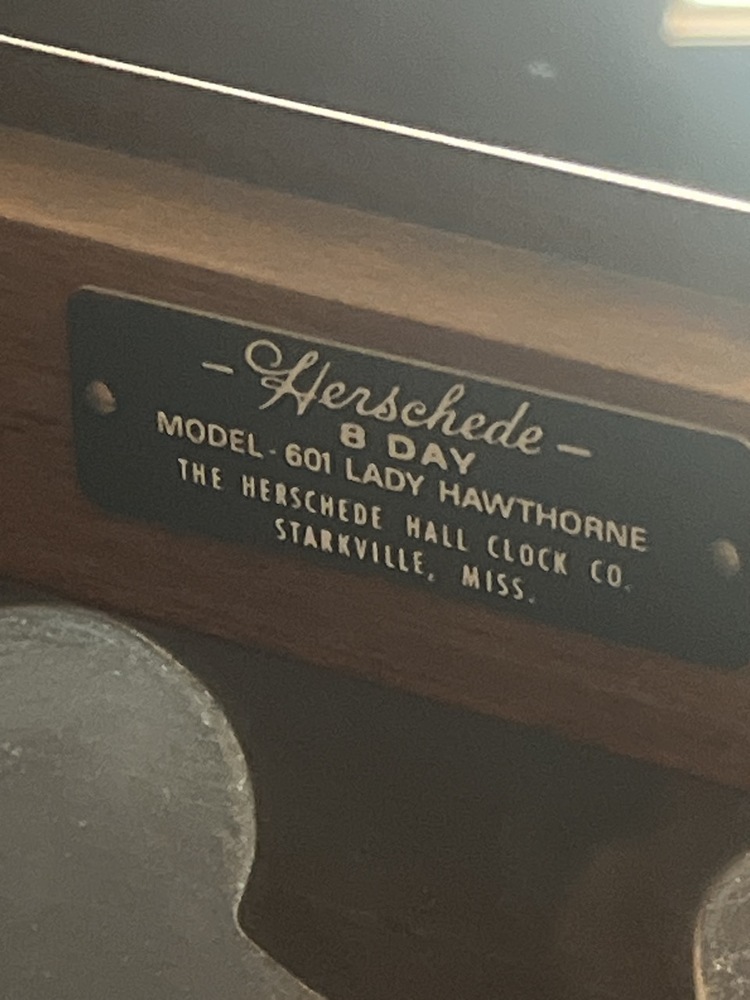 - Herschede -
8 DAY
MODEL - 601 LADY HAWTHORNE
THE HERSCHEDE HALL CLOCK CO.
STARKVILLE, MISS.